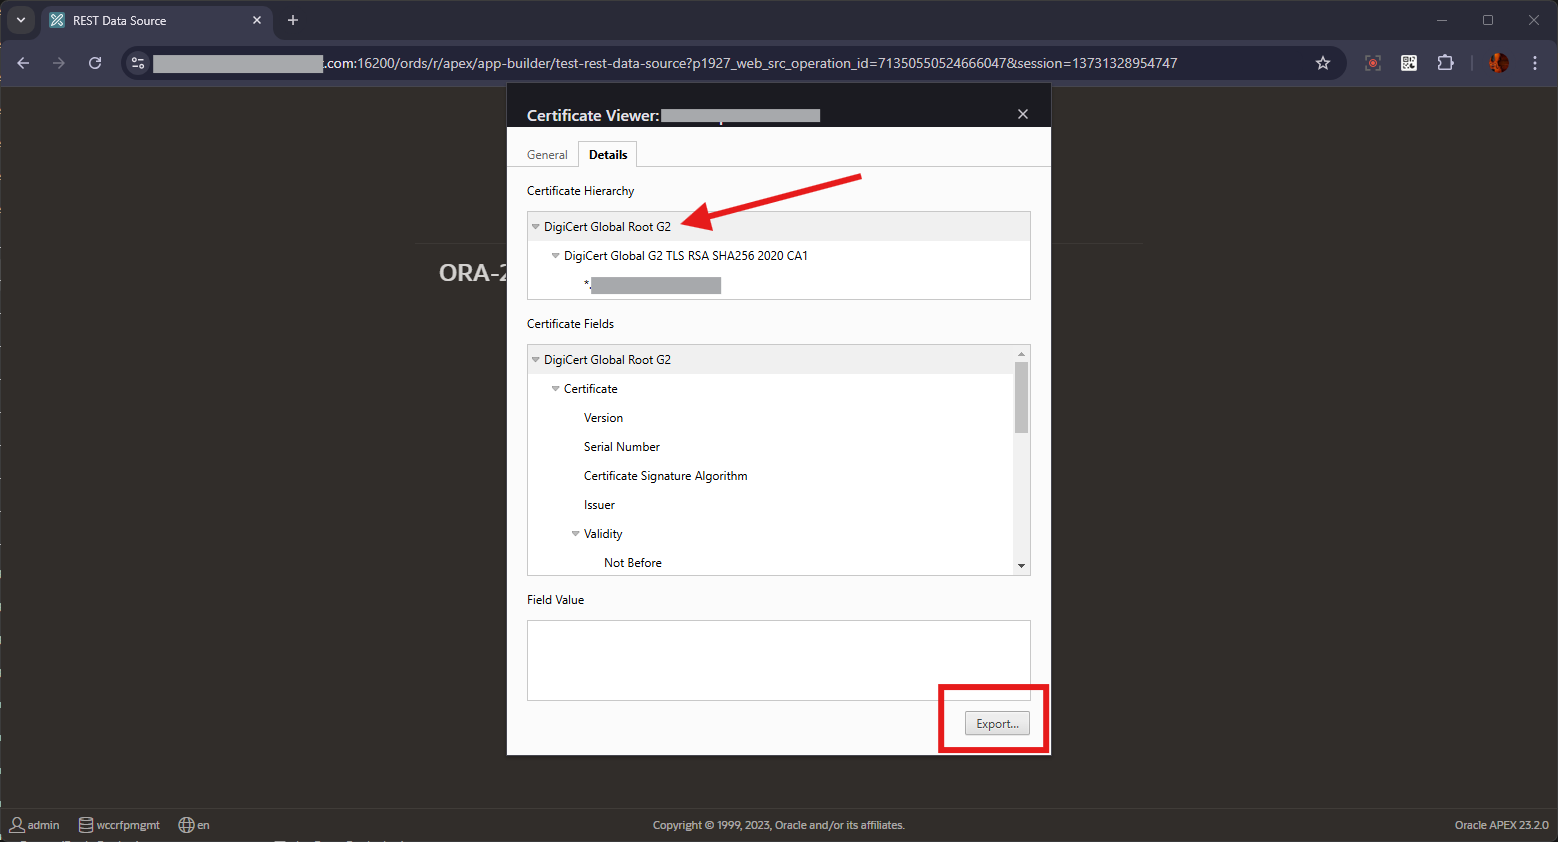 REST Data Source
.com:16200/ords/r/apex/app-builder/test-rest-data-source?p1927_web_src_operation_id=71350550524666047&session=13731328954747
Certificate Viewer:
General Details
Certificate Hierarchy
DigiCert Global Root G2
DigiCert Global G2 TLS RSA SHA256 2020 CA1
*.
ORA-2
Certificate Fields
DigiCert Global Root G2
Certificate
Version
Serial Number
Certificate Signature Algorithm
Issuer
Validity
Not Before
Field Value
Export...
admin wccrfpmgmt en Copyright © 1999, 2023, Oracle and/or its affiliates. Oracle APEX 23.2.0